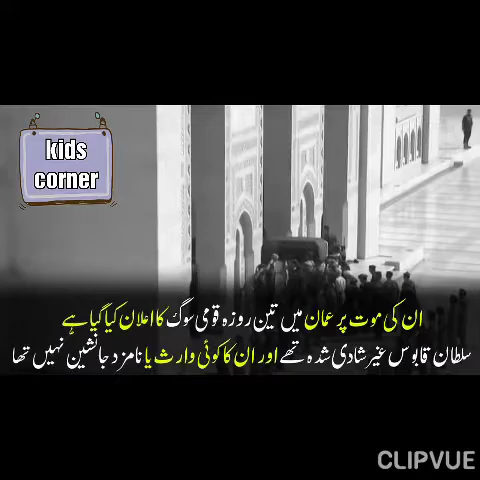 kids
corner
ان کی موت پر عمان میں تین روزہ قومی سوگ کا اعلان کیا گیا ہے
سلطان قابوس غیر شادی شدہ تھے اور ان کا کوئی وارث یا نامزد جانشین نہیں تھا
CLIPVUE